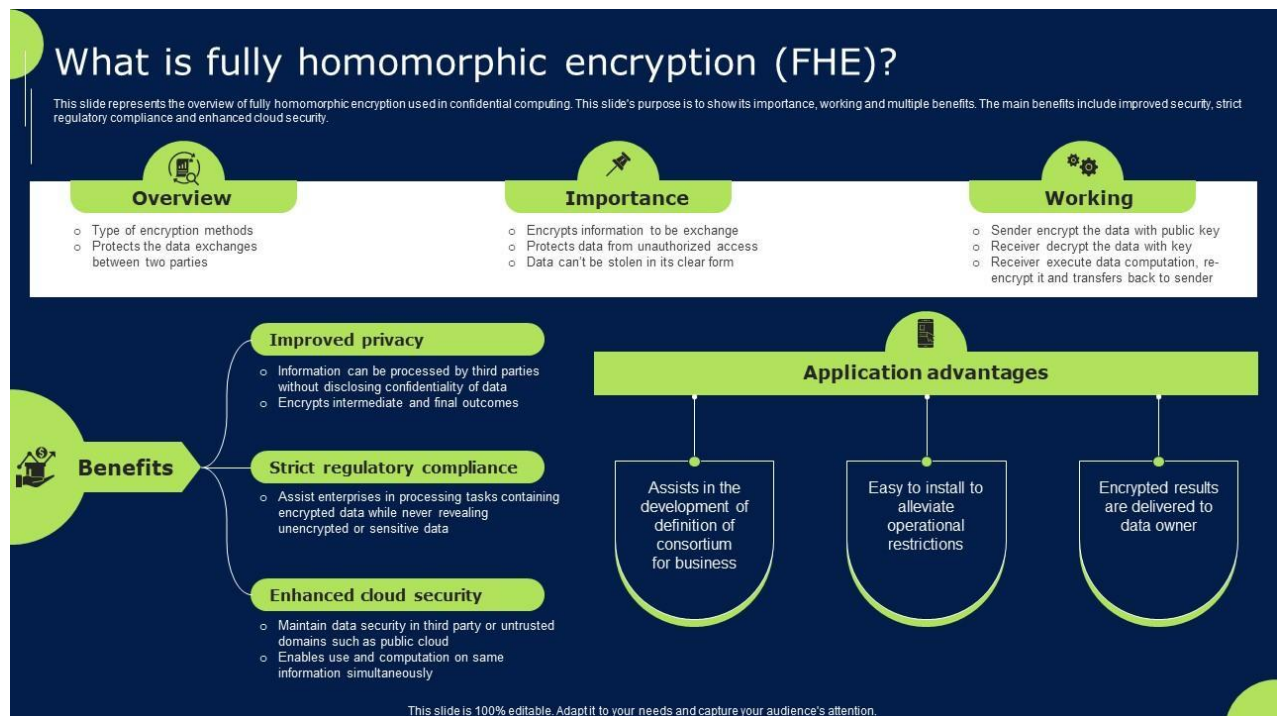 What is fully homomorphic encryption (FHE)?
This slide represents the overview of fully homomorphic encryption used in confidential computing. This slide's purpose is to show its importance, working and multiple benefits. The main benefits include improved security, strict
regulatory compliance and enhanced cloud security.
Overview
Type of encryption methods
Protects the data exchanges
between two parties
Importance
Encrypts information to be exchange
Protects data from unauthorized access
Data can't be stolen in its clear form
Working
Sender encrypt the data with public key
Receiver decrypt the data with key
Receiver execute data computation, re-
encrypt it and transfers back to sender
Benefits
Improved privacy
Information can be processed by third parties
without disclosing confidentiality of data
Encrypts intermediate and final outcomes
Strict regulatory compliance
Assist enterprises in processing tasks containing
encrypted data while never revealing
unencrypted or sensitive data
Enhanced cloud security
Maintain data security in third party or untrusted
domains such as public cloud
Enables use and computation on same
information simultaneously
Application advantages
Assists in the
development of
definition of
consortium
for business
Easy to install to
alleviate
operational
restrictions
Encrypted results
are delivered to
data owner
This slide is 100% editable. Adapt it to your needs and capture your audience's attention.